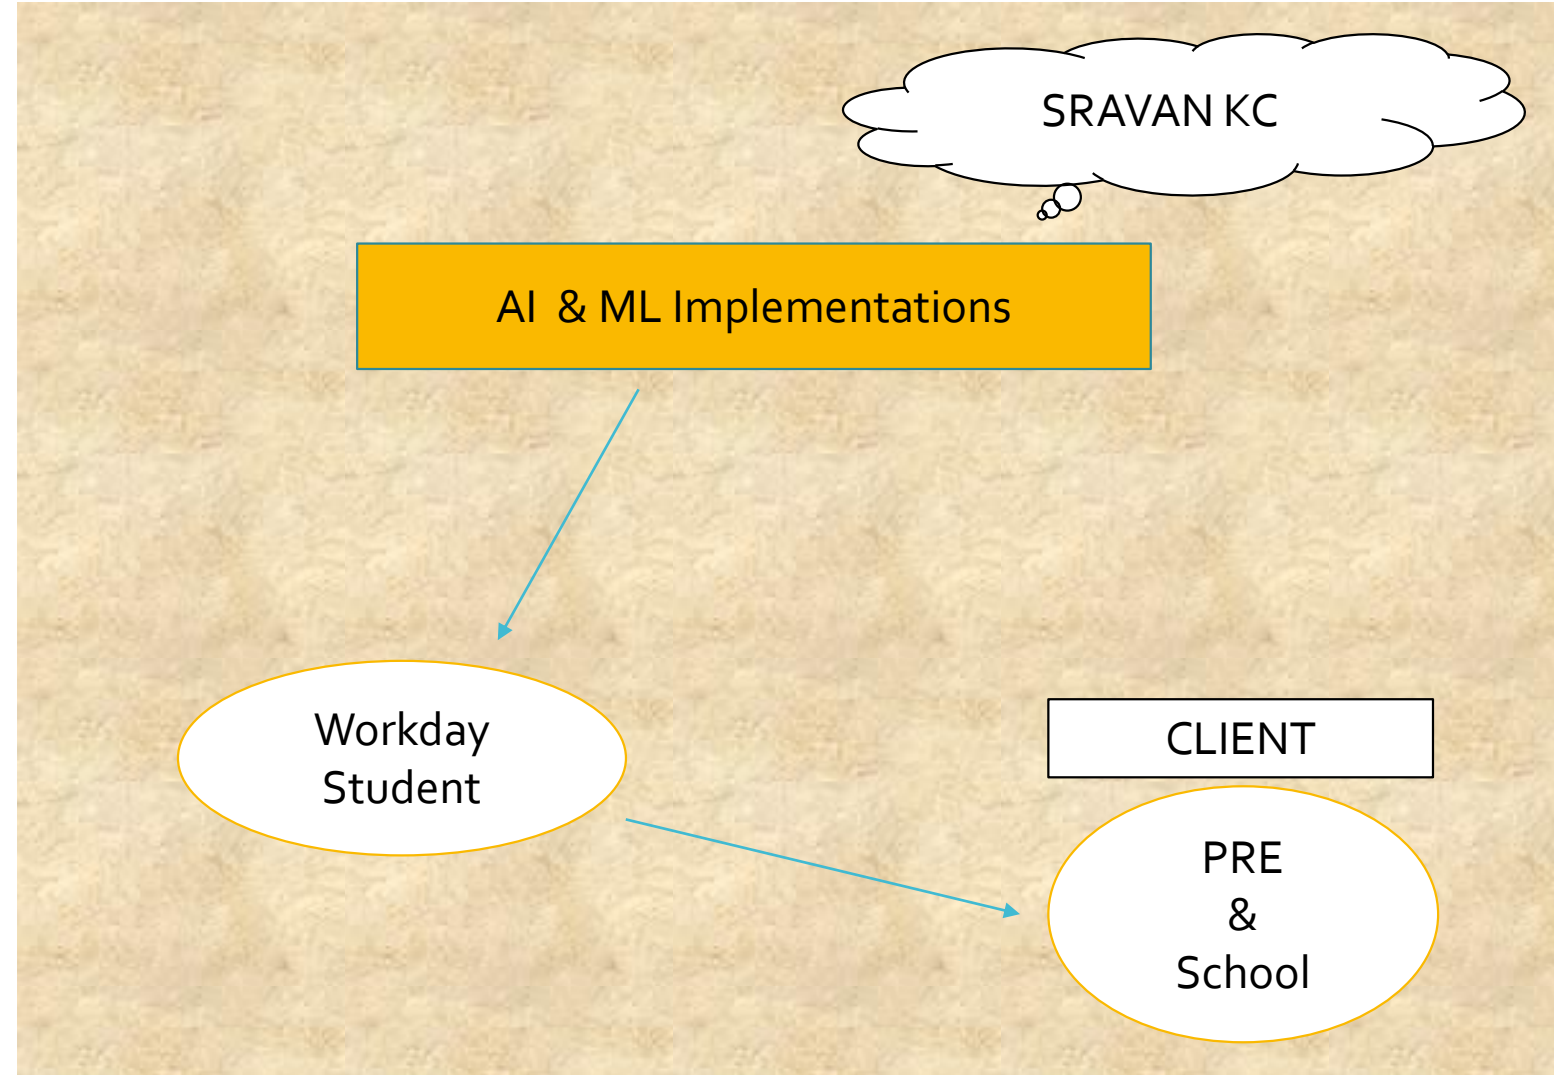 SRAVAN KC
AI & ML Implementations
Workday
Student
CLIENT
PRE
&
School